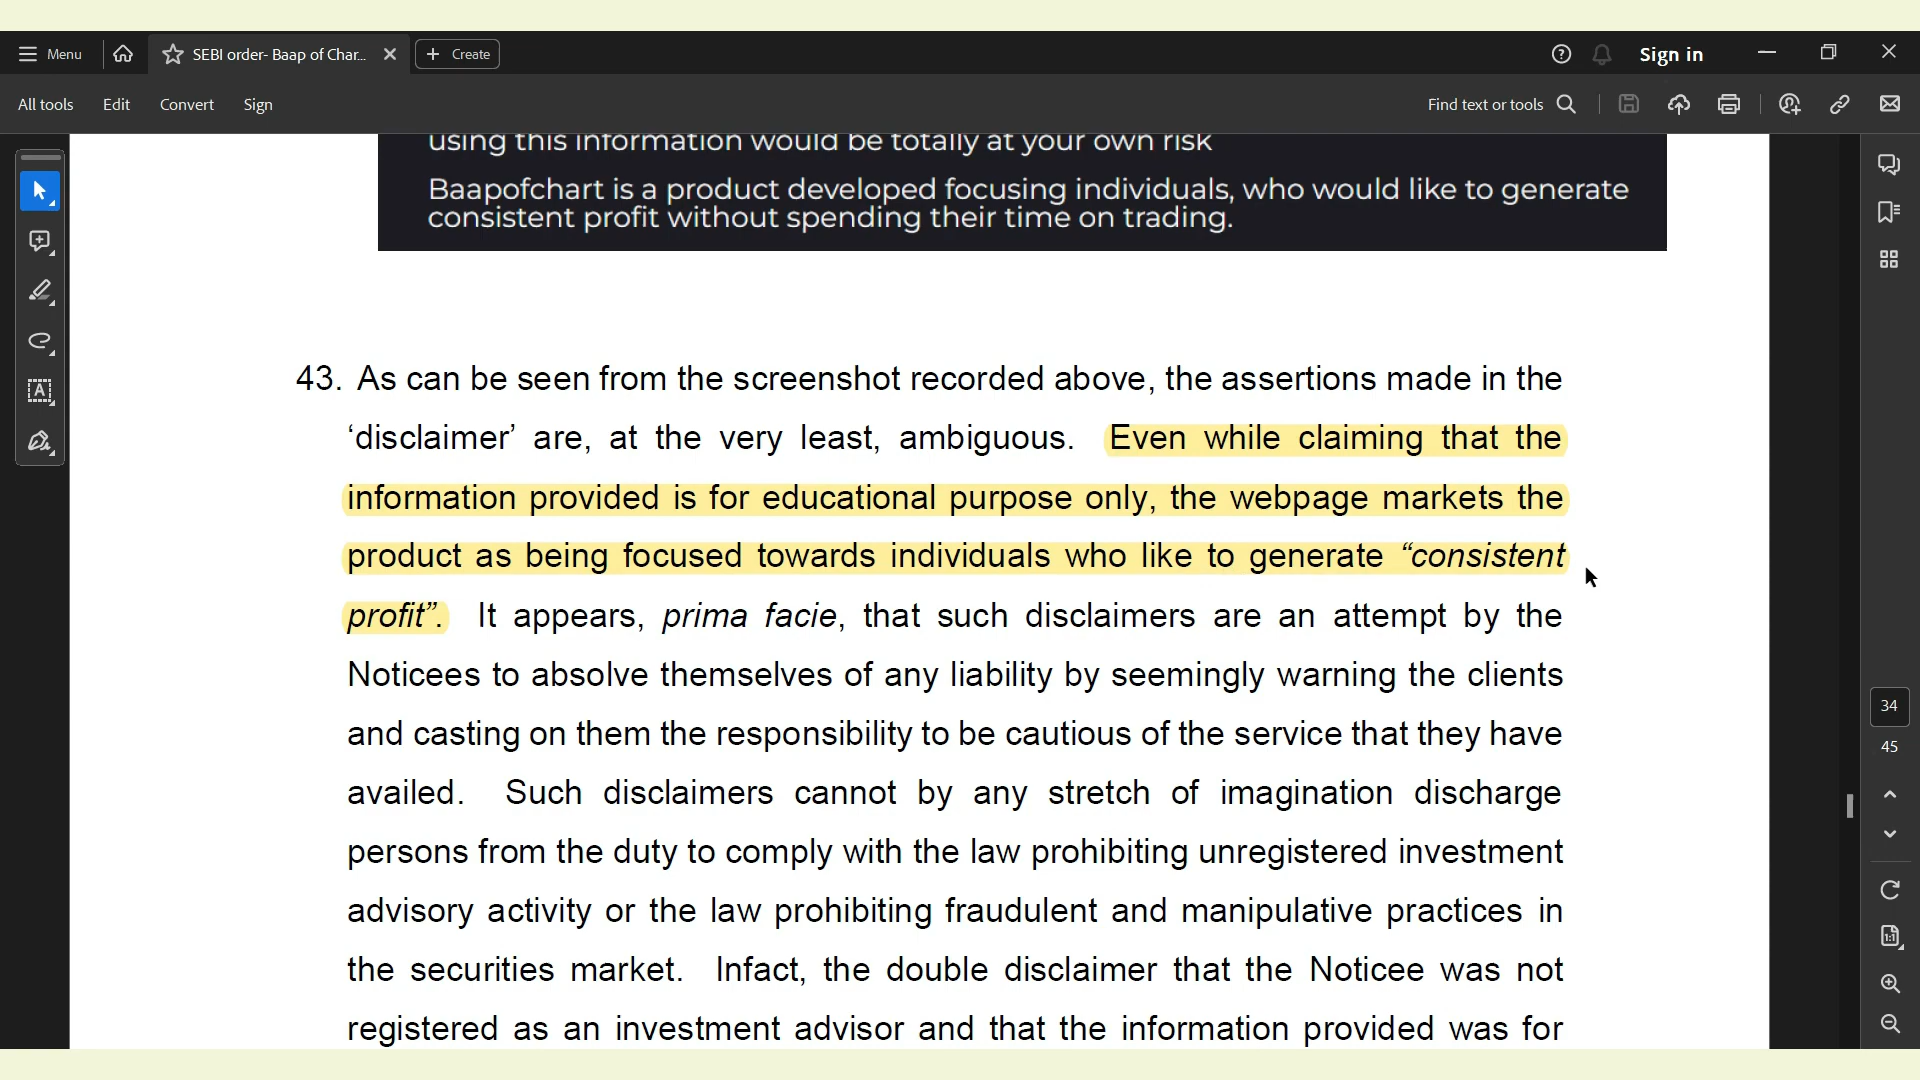 Menu
SEBI order- Baap of Char...
Create
Sign in
All tools
Edit
Convert
Sign
Find text or tools
using this information would be totally at your own risk
Baapofchart is a product developed focusing individuals, who would like to generate
consistent profit without spending their time on trading.
43. As can be seen from the screenshot recorded above, the assertions made in the
‘disclaimer’ are, at the very least, ambiguous. Even while claiming that the
information provided is for educational purpose only, the webpage markets the
product as being focused towards individuals who like to generate “consistent
profit”. It appears, prima facie, that such disclaimers are an attempt by the
Noticees to absolve themselves of any liability by seemingly warning the clients
and casting on them the responsibility to be cautious of the service that they have
availed. Such disclaimers cannot by any stretch of imagination discharge
persons from the duty to comply with the law prohibiting unregistered investment
advisory activity or the law prohibiting fraudulent and manipulative practices in
the securities market. Infact, the double disclaimer that the Noticee was not
registered as an investment advisor and that the information provided was for
34
45